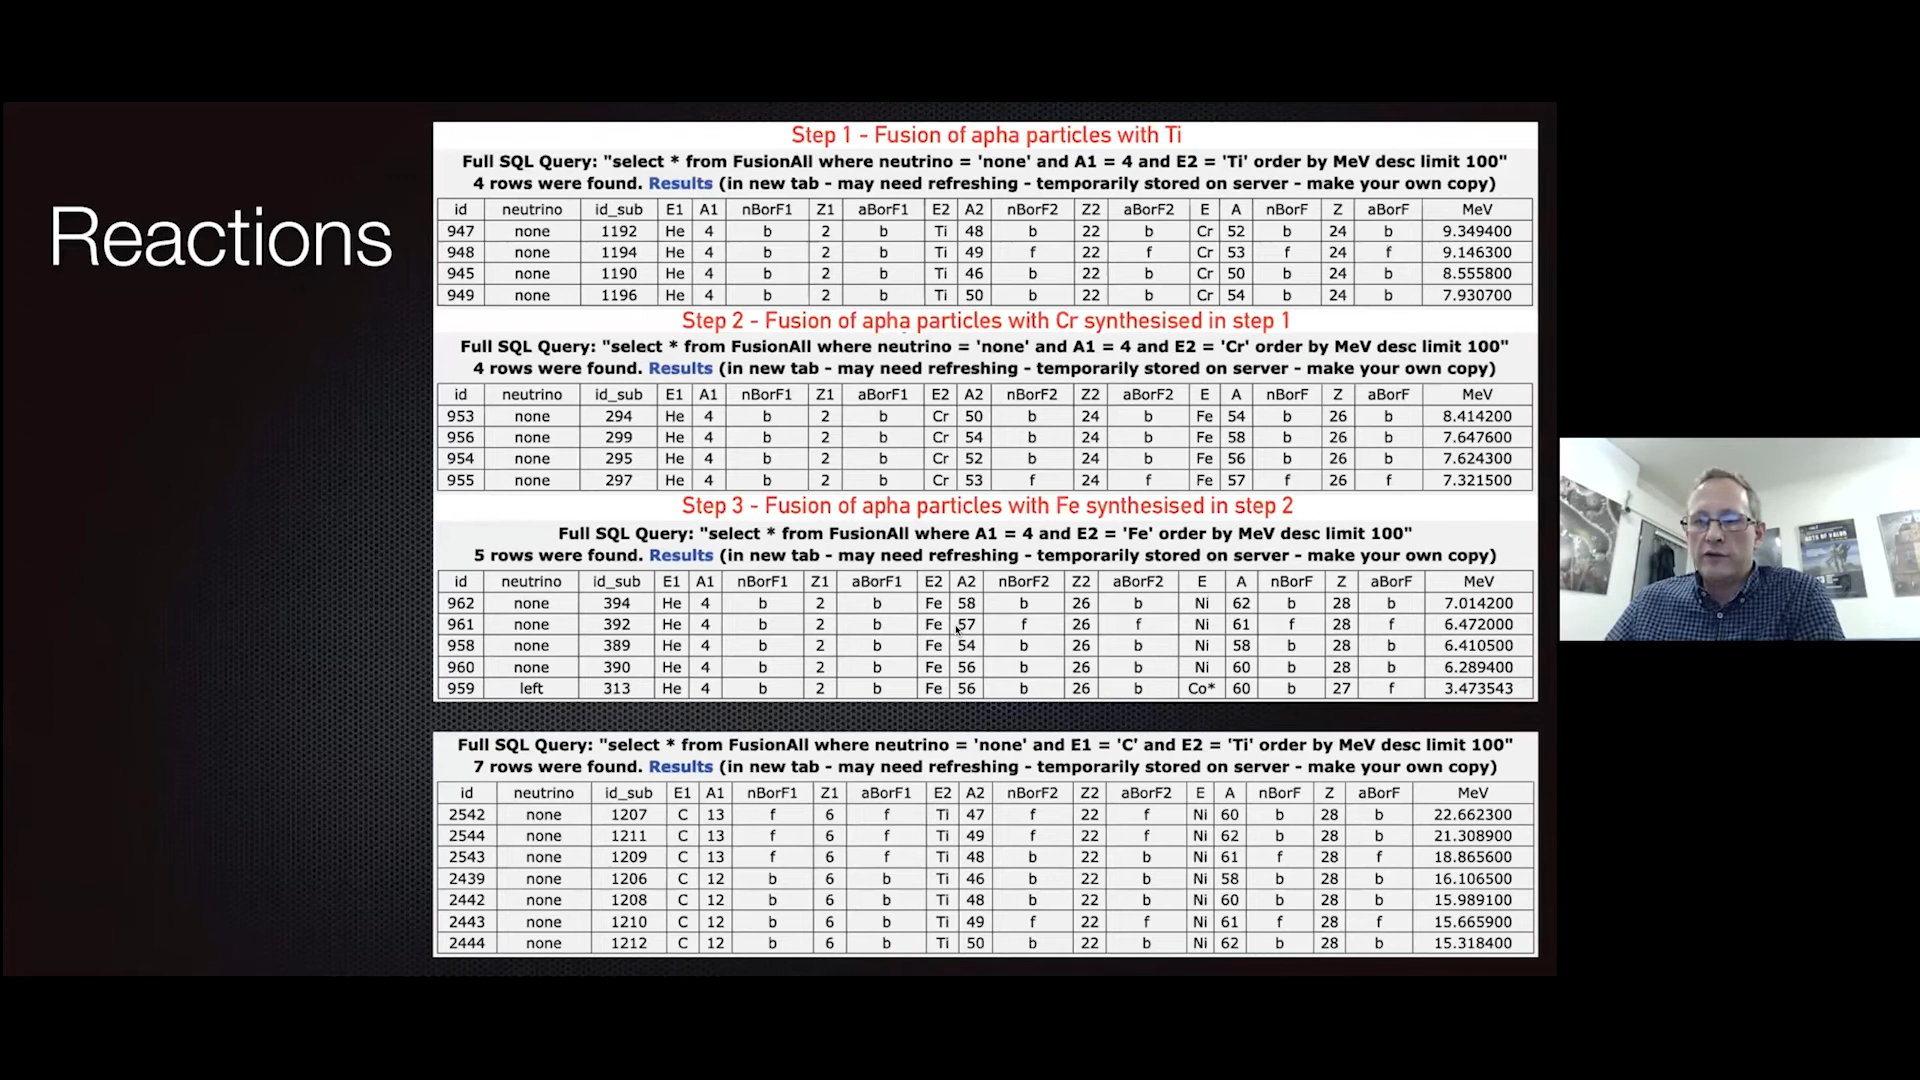 Reactions
Step 1 - Fusion of apha particles with Ti
Full SQL Query: "select * from FusionAll where neutrino = 'none' and A1 = 4 and E2 = 'Ti' order by MeV desc limit 100"
4 rows were found. Results (in new tab - may need refreshing - temporarily stored on server - make your own copy)
id neutrino id_sub E1 A1 nBorF1 Z1 aBorF1 E2 A2 nBorF2 Z2 aBorF2 E A nBorF Z aBorF MeV
947 none 1192 He 4 b 2 b Ti 48 b 22 b Cr 52 b 24 b 9.349400
948 none 1194 He 4 b 2 b Ti 49 f 22 f Cr 53 f 24 f 9.146300
945 none 1190 He 4 b 2 b Ti 46 b 22 b Cr 50 b 24 b 8.555800
949 none 1196 He 4 b 2 b Ti 50 b 22 b Cr 54 b 24 b 7.930700
Step 2 - Fusion of apha particles with Cr synthesised in step 1
Full SQL Query: "select * from FusionAll where neutrino = 'none' and A1 = 4 and E2 = 'Cr' order by MeV desc limit 100"
4 rows were found. Results (in new tab - may need refreshing - temporarily stored on server - make your own copy)
id neutrino id_sub E1 A1 nBorF1 Z1 aBorF1 E2 A2 nBorF2 Z2 aBorF2 E A nBorF Z aBorF MeV
953 none 294 He 4 b 2 b Cr 50 b 24 b Fe 54 b 26 b 8.414200
956 none 299 He 4 b 2 b Cr 54 b 24 b Fe 58 b 26 b 7.647600
954 none 295 He 4 b 2 b Cr 52 b 24 b Fe 56 b 26 b 7.624300
955 none 297 He 4 b 2 b Cr 53 f 24 f Fe 57 f 26 f 7.321500
Step 3 - Fusion of apha particles with Fe synthesised in step 2
Full SQL Query: "select * from FusionAll where A1 = 4 and E2 = 'Fe' order by MeV desc limit 100"
5 rows were found. Results (in new tab - may need refreshing - temporarily stored on server - make your own copy)
id neutrino id_sub E1 A1 nBorF1 Z1 aBorF1 E2 A2 nBorF2 Z2 aBorF2 E A nBorF Z aBorF MeV
962 none 394 He 4 b 2 b Fe 58 b 26 b Ni 62 b 28 b 7.014200
961 none 392 He 4 b 2 b Fe 57 f 26 f Ni 61 f 28 f 6.472000
958 none 389 He 4 b 2 b Fe 54 b 26 b Ni 58 b 28 b 6.410500
960 none 390 He 4 b 2 b Fe 56 b 26 b Ni 60 b 28 b 6.289400
959 left 313 He 4 b 2 b Fe 56 b 26 b Co* 60 b 27 f 3.473543
Full SQL Query: "select * from FusionAll where neutrino = 'none' and E1 = 'C' and E2 = 'Ti' order by MeV desc limit 100"
7 rows were found. Results (in new tab - may need refreshing - temporarily stored on server - make your own copy)
id neutrino id_sub E1 A1 nBorF1 Z1 aBorF1 E2 A2 nBorF2 Z2 aBorF2 E A nBorF Z aBorF MeV
2542 none 1207 C 13 f 6 f Ti 47 f 22 f Ni 60 b 28 b 22.662300
2544 none 1211 C 13 f 6 f Ti 49 f 22 f Ni 62 b 28 b 21.308900
2543 none 1209 C 13 f 6 f Ti 48 b 22 b Ni 61 f 28 f 18.865600
2439 none 1206 C 12 b 6 b Ti 46 b 22 b Ni 58 b 28 b 16.106500
2442 none 1208 C 12 b 6 b Ti 48 b 22 b Ni 60 b 28 b 15.989100
2443 none 1210 C 12 b 6 b Ti 49 f 22 f Ni 61 f 28 f 15.665900
2444 none 1212 C 12 b 6 b Ti 50 b 22 b Ni 62 b 28 b 15.318400
ACTS OF VALOR